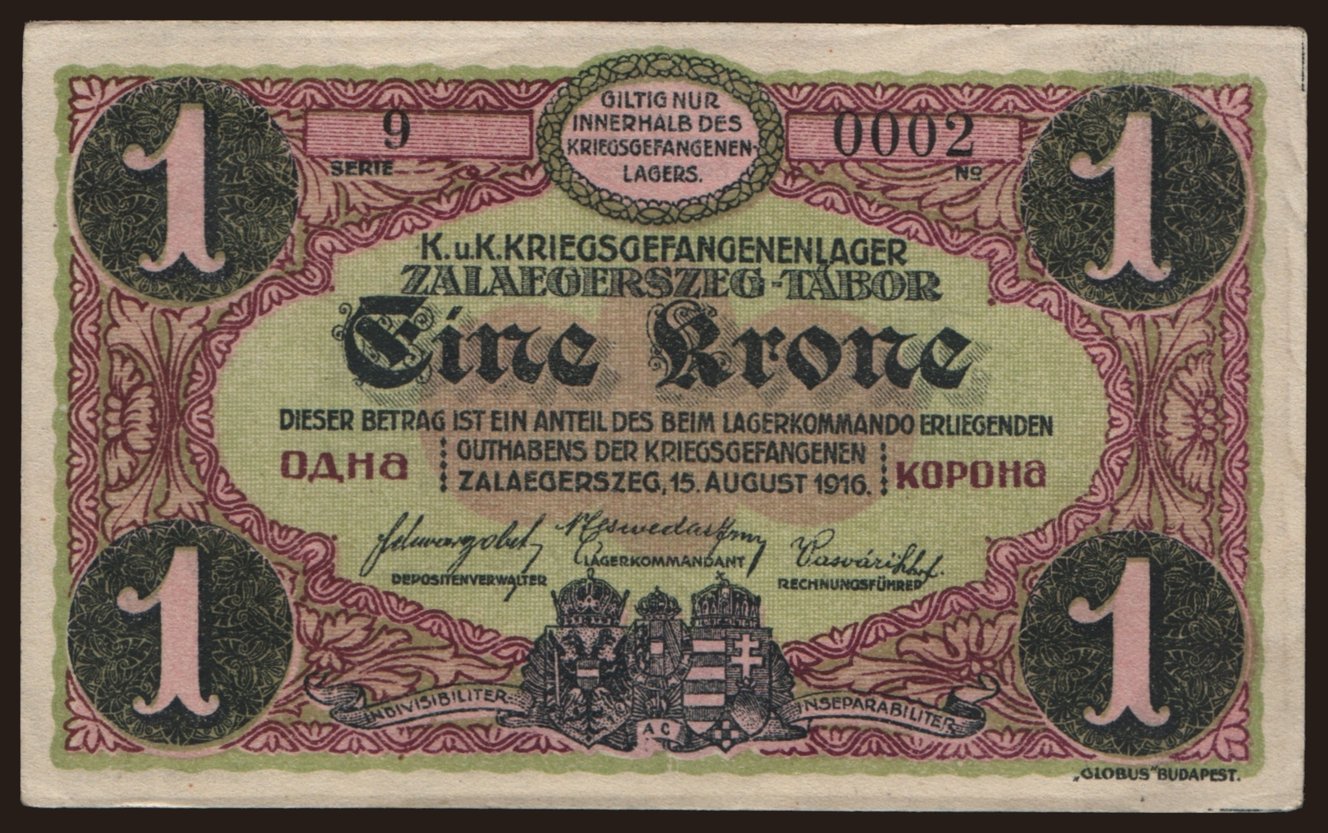 1
9
SERIE
GILTIG NUR
INNERHALB DES
KRIEGSGEFANGENEN-
LAGERS.
0002
No
1
K.u.K.KRIEGSGEFANGENENLAGER
ZALAEGERSZEG-TÁBOR
Eine Krone
DIESER BETRAG IST EIN ANTEIL DES BEIM LAGERKOMMANDO ERLIEGENDEN
GUTHABENS DER KRIEGSGEFANGENEN
ОДНА
ZALAEGERSZEG, 15. AUGUST 1916.
КОРОНА
LAGERKOMMANDANT
DEPOSITENVERWALTER
RECHNUNGSFÜHRER
1
INDIVISIBILITER
AC
INSEPARABILITER
1
„GLOBUS" BUDAPEST.